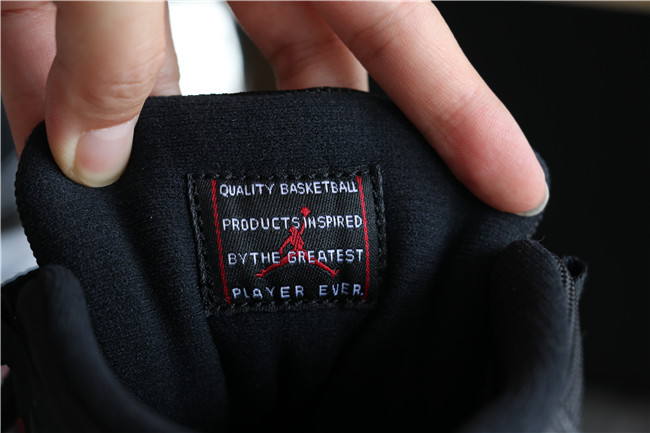 QUALITY BASKETBALL
PRODUCTS INSPIRED
BY THE GREATEST
PLAYER EVER.